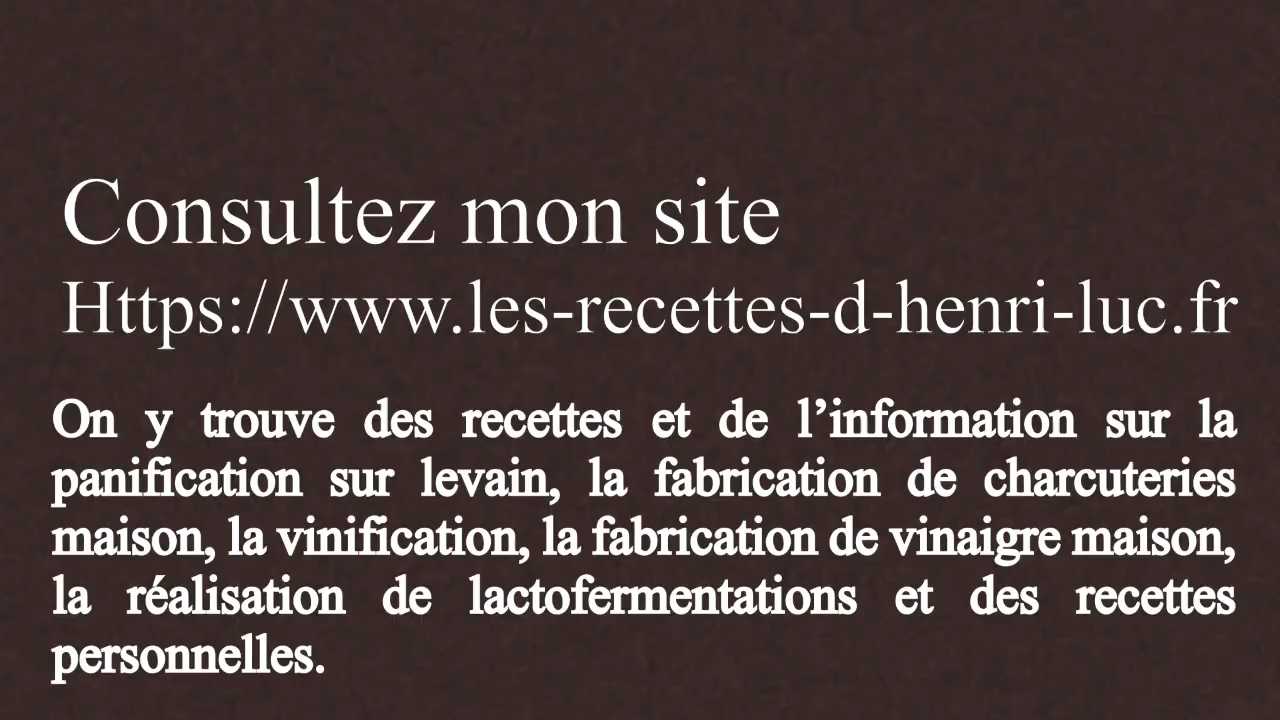 Consultez mon site
Https://www.les-recettes-d-henri-luc.fr
On y trouve des recettes et de l’information sur la
panification sur levain, la fabrication de charcuteries
maison, la vinification, la fabrication de vinaigre maison,
la réalisation de lactofermentations et des recettes
personnelles.